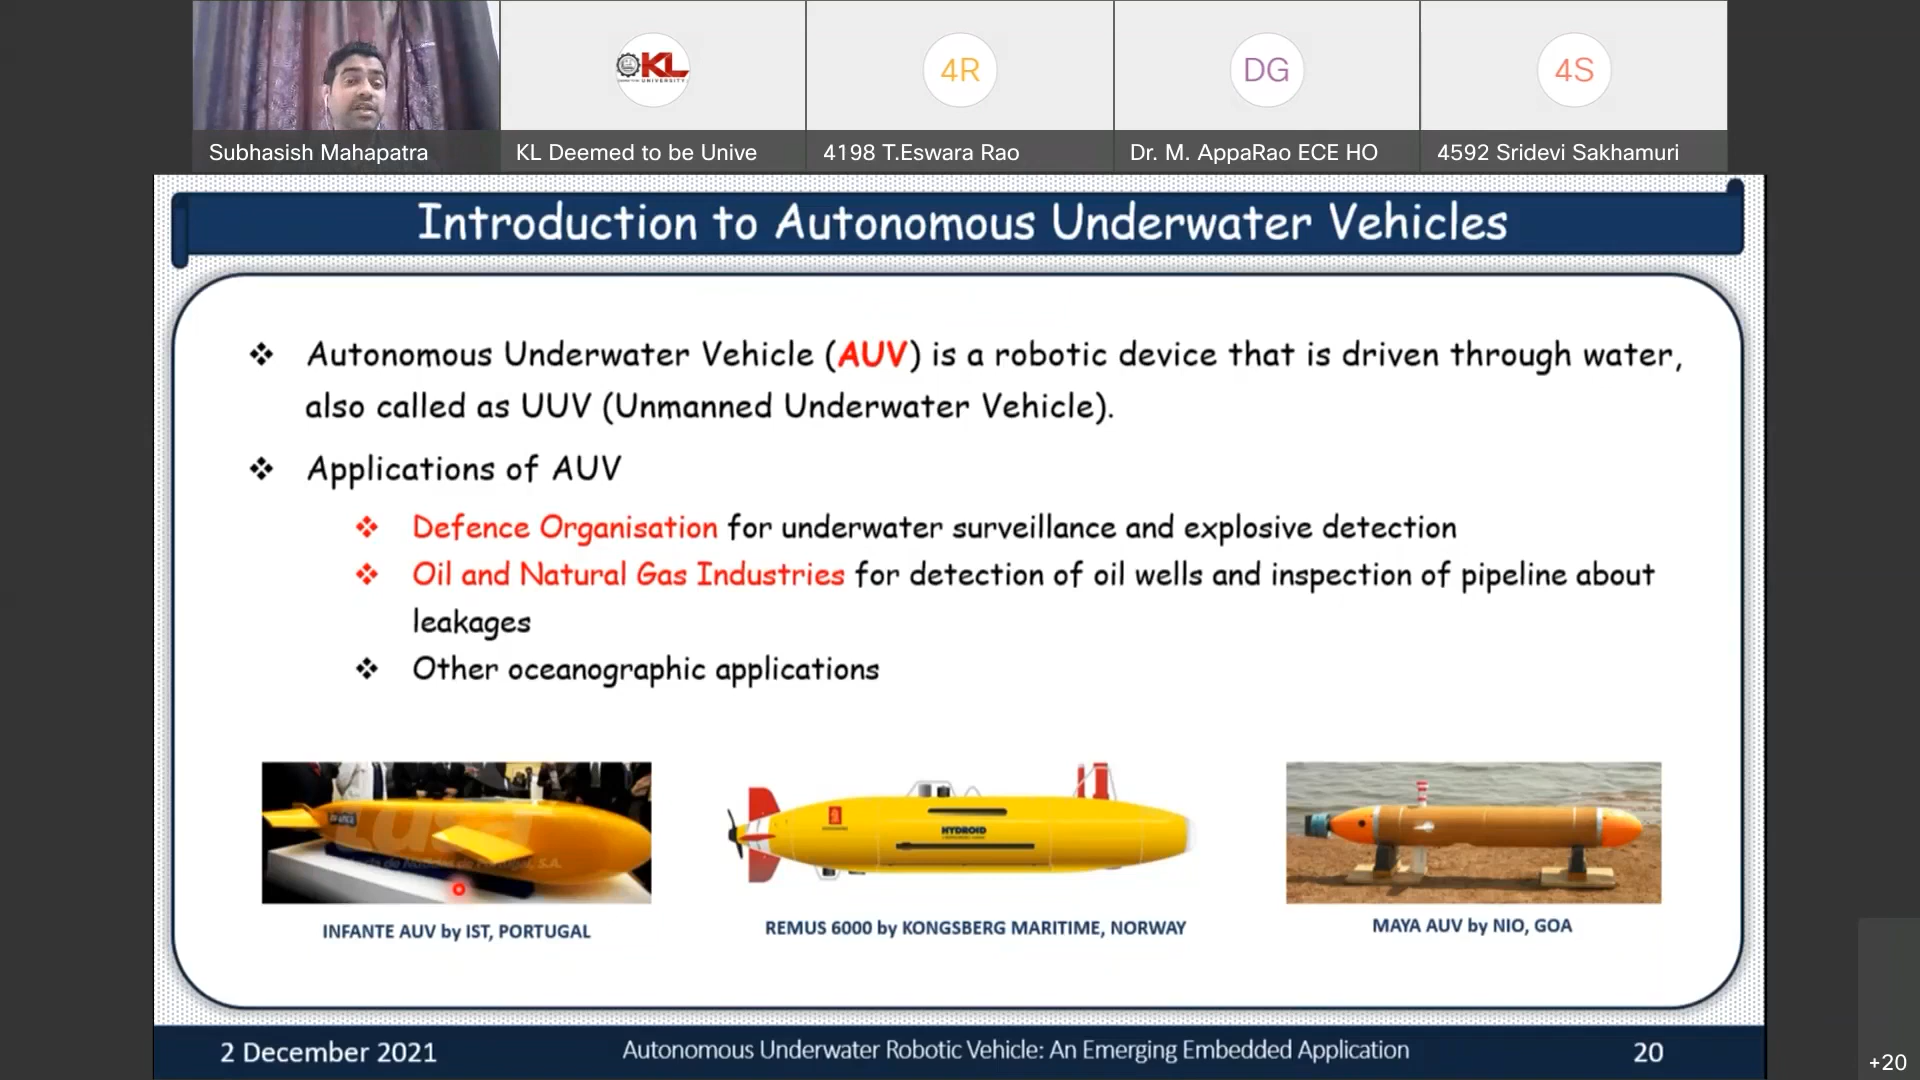 KL
UNIVERSITY
4R
DG
4S
Subhasish Mahapatra
KL Deemed to be Unive
4198 T.Eswara Rao
Dr. M. AppaRao ECE HO
4592 Sridevi Sakhamuri
Introduction to Autonomous Underwater Vehicles
Autonomous Underwater Vehicle (AUV) is a robotic device that is driven through water,
also called as UUV (Unmanned Underwater Vehicle).
Applications of AUV
Defence Organisation for underwater surveillance and explosive detection
Oil and Natural Gas Industries for detection of oil wells and inspection of pipeline about
leakages
Other oceanographic applications
HYDROID
INFANTE AUV by IST, PORTUGAL
REMUS 6000 by KONGSBERG MARITIME, NORWAY
MAYA AUV by NIO, GOA
2 December 2021
Autonomous Underwater Robotic Vehicle: An Emerging Embedded Application
20
+20